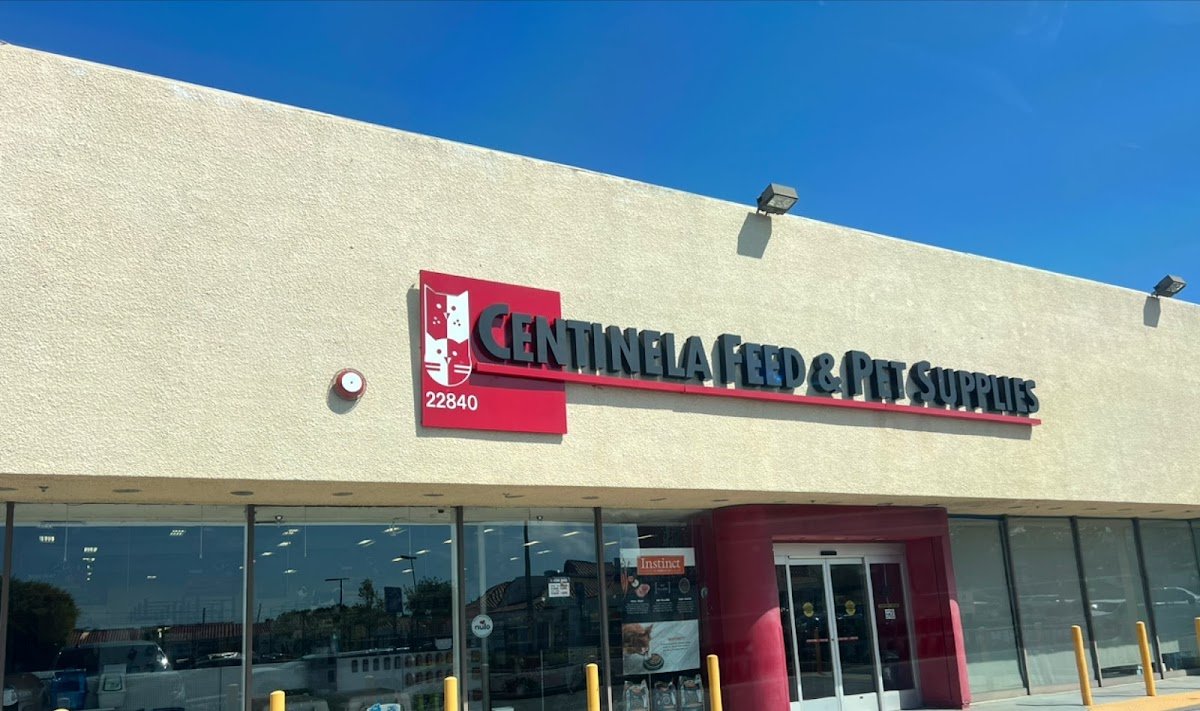 CENTINELA FEED & PET SUPPLIES
22840
Instinct
nulo